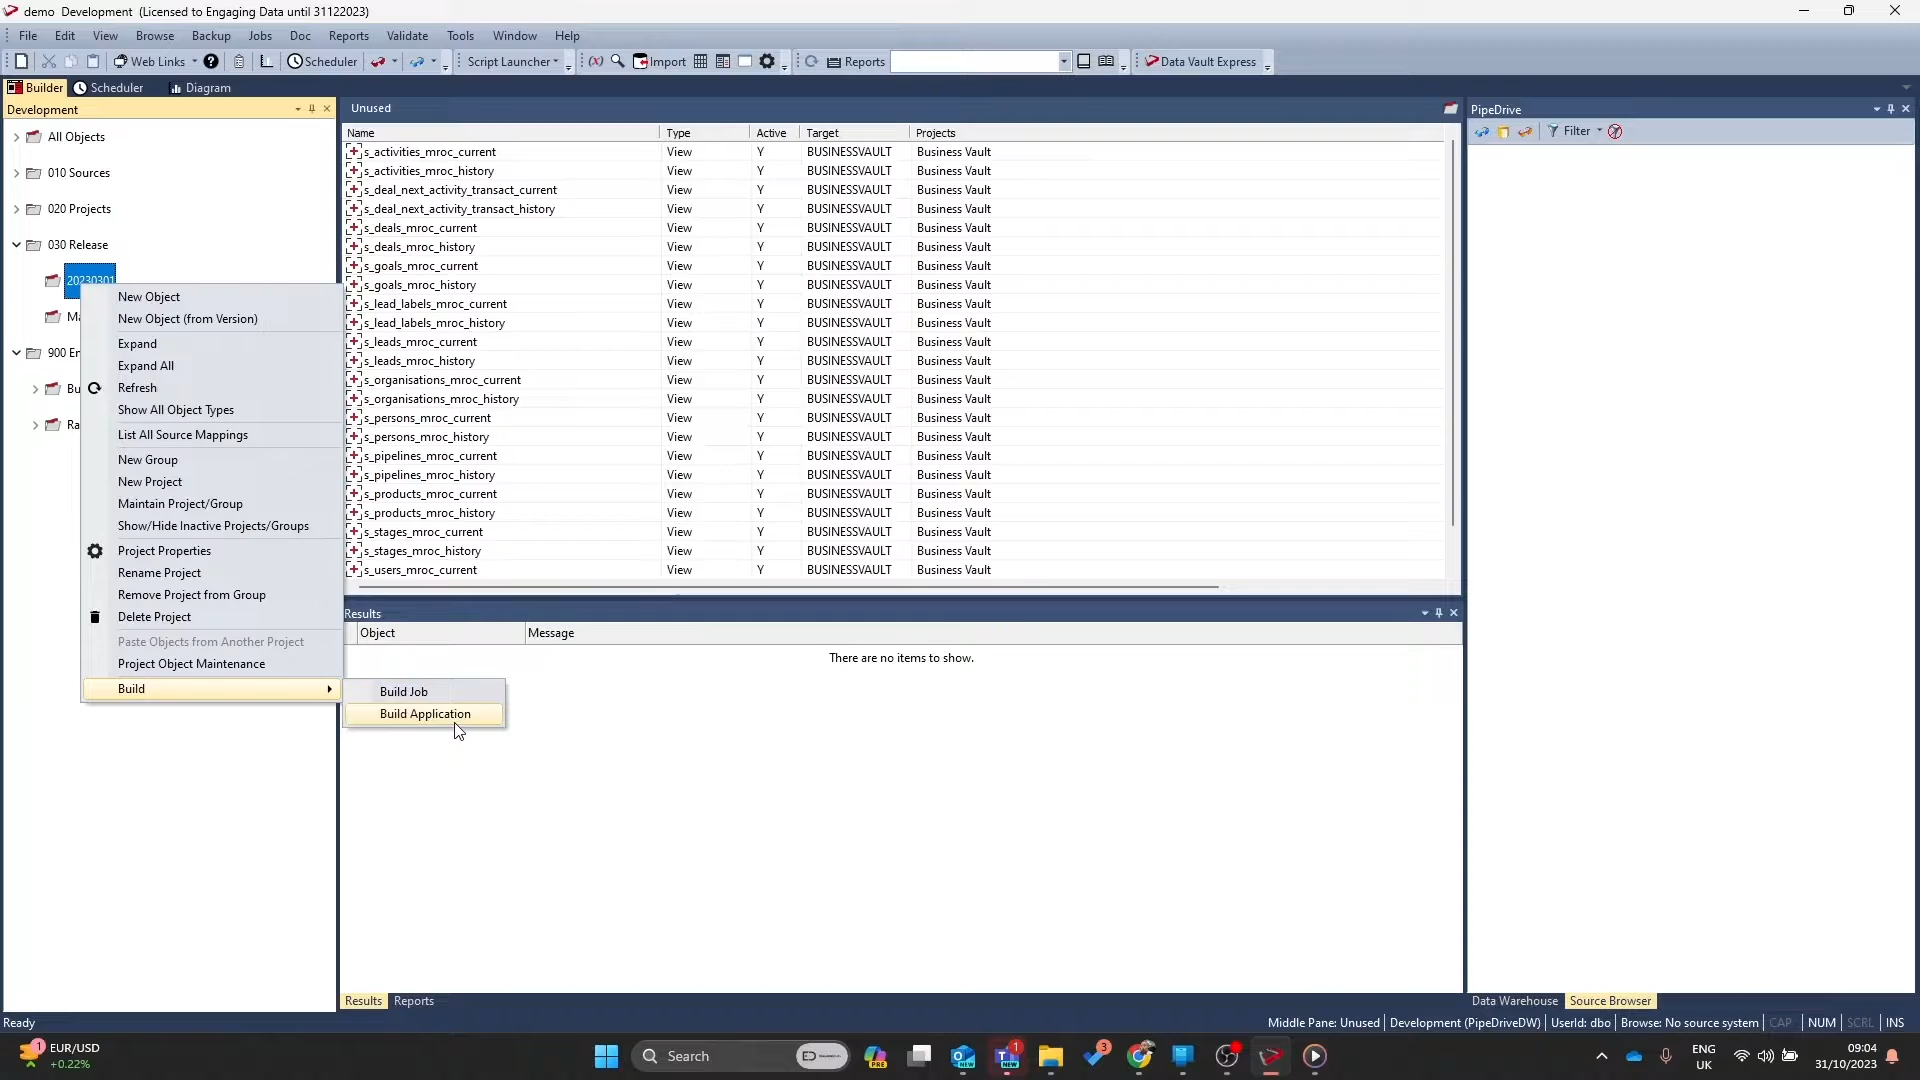 demo Development (Licensed to Engaging Data until 31122023)
File Edit View Browse Backup Jobs Doc Reports Validate Tools Window Help
Web Links Scheduler Script Launcher Import Reports Data Vault Express
Builder Scheduler Diagram
Development
All Objects
010 Sources
020 Projects
030 Release
20230301
New Object
New Object (from Version)
Expand
Expand All
Refresh
Show All Object Types
List All Source Mappings
New Group
New Project
Maintain Project/Group
Show/Hide Inactive Projects/Groups
Project Properties
Rename Project
Remove Project from Group
Delete Project
Paste Objects from Another Project
Project Object Maintenance
Build
Build Job
Build Application
Unused
Name Type Active Target Projects
s_activities_mroc_current View Y BUSINESSVAULT Business Vault
s_activities_mroc_history View Y BUSINESSVAULT Business Vault
s_deal_next_activity_transact_current View Y BUSINESSVAULT Business Vault
s_deal_next_activity_transact_history View Y BUSINESSVAULT Business Vault
s_deals_mroc_current View Y BUSINESSVAULT Business Vault
s_deals_mroc_history View Y BUSINESSVAULT Business Vault
s_goals_mroc_current View Y BUSINESSVAULT Business Vault
s_goals_mroc_history View Y BUSINESSVAULT Business Vault
s_lead_labels_mroc_current View Y BUSINESSVAULT Business Vault
s_lead_labels_mroc_history View Y BUSINESSVAULT Business Vault
s_leads_mroc_current View Y BUSINESSVAULT Business Vault
s_leads_mroc_history View Y BUSINESSVAULT Business Vault
s_organisations_mroc_current View Y BUSINESSVAULT Business Vault
s_organisations_mroc_history View Y BUSINESSVAULT Business Vault
s_persons_mroc_current View Y BUSINESSVAULT Business Vault
s_persons_mroc_history View Y BUSINESSVAULT Business Vault
s_pipelines_mroc_current View Y BUSINESSVAULT Business Vault
s_pipelines_mroc_history View Y BUSINESSVAULT Business Vault
s_products_mroc_current View Y BUSINESSVAULT Business Vault
s_products_mroc_history View Y BUSINESSVAULT Business Vault
s_stages_mroc_current View Y BUSINESSVAULT Business Vault
s_stages_mroc_history View Y BUSINESSVAULT Business Vault
s_users_mroc_current View Y BUSINESSVAULT Business Vault
Results
Object Message
There are no items to show.
Results Reports
PipeDrive
Filter
Data Warehouse Source Browser
Ready
Middle Pane: Unused Development (PipeDriveDW) UserId: dbo Browse: No source system CAP NUM SCRL INS
1 EUR/USD
+0.22%
Search
PRE
NEW
1
NEW
3
ENG
UK
09:04
31/10/2023